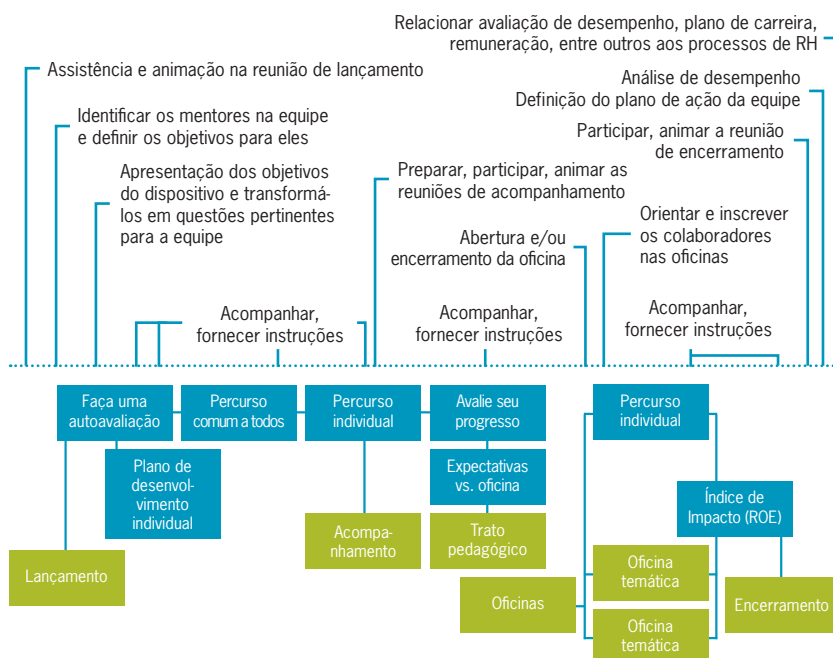 Relacionar avaliação de desempenho, plano de carreira,
remuneração, entre outros aos processos de RH
Assistência e animação na reunião de lançamento
Análise de desempenho
Definição do plano de ação da equipe
Identificar os mentores na equipe
e definir os objetivos para eles
Participar, animar a reunião
de encerramento
Apresentação dos objetivos
do dispositivo e transformá-
los em questões pertinentes
para a equipe
Preparar, participar, animar as
reuniões de acompanhamento
Orientar e inscrever
os colaboradores
nas oficinas
Abertura e/ou
encerramento da oficina
Acompanhar,
fornecer instruções
Acompanhar,
fornecer instruções
Acompanhar,
fornecer instruções
Faça uma
autoavaliação
Percurso
comum a todos
Percurso
individual
Avalie seu
progresso
Percurso
individual
Plano de
desenvol-
vimento
individual
Expectativas
vs. oficina
Índice de
Impacto (ROE)
Acompa-
nhamento
Trato
pedagógico
Lançamento
Oficina
temática
Oficinas
Encerramento
Oficina
temática